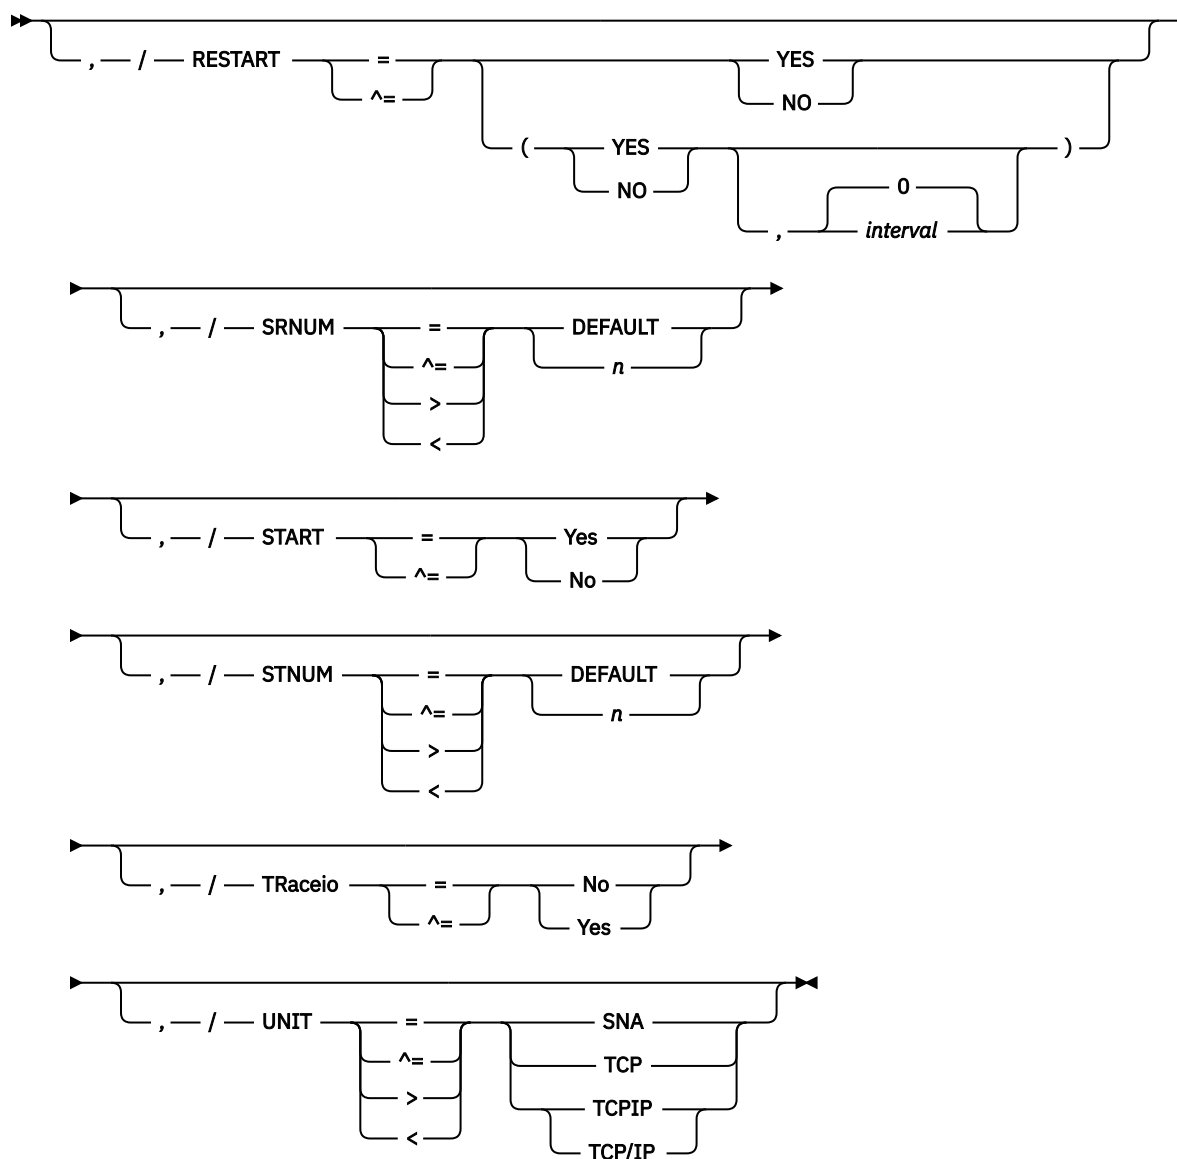 , / RESTART = YES
^= NO
( YES )
NO
0
, interval
, / SRNUM = DEFAULT
^= n
>
<
, / START = Yes
^= No
, / STNUM = DEFAULT
^= n
>
<
, / TRaceio = No
^= Yes
, / UNIT = SNA
^= TCP
> TCPIP
< TCP/IP